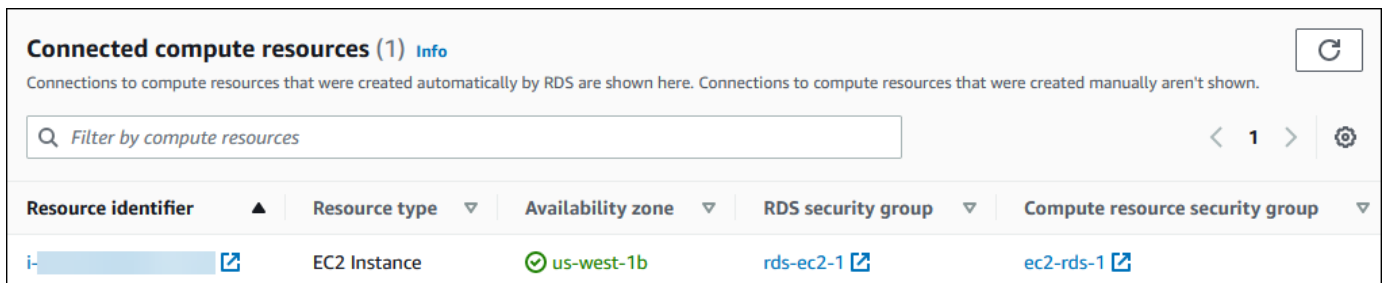 Connected compute resources (1) Info
Connections to compute resources that were created automatically by RDS are shown here. Connections to compute resources that were created manually aren't shown.
Filter by compute resources
1
Resource identifier Resource type Availability zone RDS security group Compute resource security group
i- EC2 Instance us-west-1b rds-ec2-1 ec2-rds-1